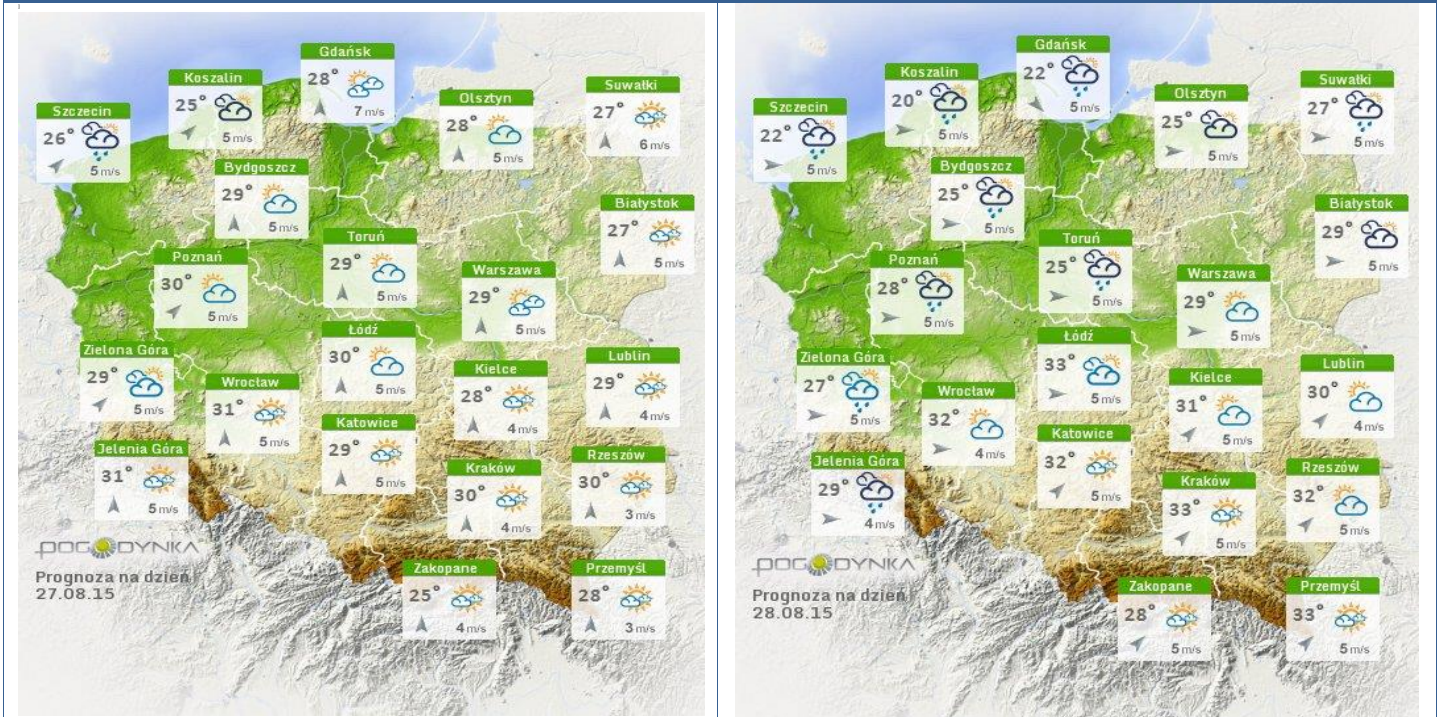 Gdańsk
28°
7 m/s
Koszalin
25°
5 m/s
Suwałki
27°
6 m/s
Olsztyn
28°
5 m/s
Szczecin
26°
5 m/s
Bydgoszcz
29°
5 m/s
Białystok
27°
5 m/s
Toruń
29°
5 m/s
Poznań
30°
5 m/s
Warszawa
29°
5 m/s
Łódź
30°
5 m/s
Zielona Góra
29°
5 m/s
Lublin
29°
4 m/s
Kielce
28°
4 m/s
Wrocław
31°
5 m/s
Katowice
29°
5 m/s
Jelenia Góra
31°
5 m/s
Rzeszów
30°
3 m/s
Kraków
30°
4 m/s
POGODYNKA
Prognoza na dzień
27.08.15
Zakopane
25°
4 m/s
Przemyśl
28°
3 m/s
Gdańsk
22°
5 m/s
Koszalin
20°
5 m/s
Suwałki
27°
5 m/s
Olsztyn
25°
5 m/s
Szczecin
22°
5 m/s
Bydgoszcz
25°
5 m/s
Białystok
29°
5 m/s
Toruń
25°
5 m/s
Poznań
28°
5 m/s
Warszawa
29°
5 m/s
Łódź
33°
5 m/s
Zielona Góra
27°
5 m/s
Lublin
30°
4 m/s
Kielce
31°
5 m/s
Wrocław
32°
4 m/s
Katowice
32°
5 m/s
Jelenia Góra
29°
4 m/s
Rzeszów
32°
5 m/s
Kraków
33°
5 m/s
POGODYNKA
Prognoza na dzień
28.08.15
Zakopane
28°
5 m/s
Przemyśl
33°
5 m/s